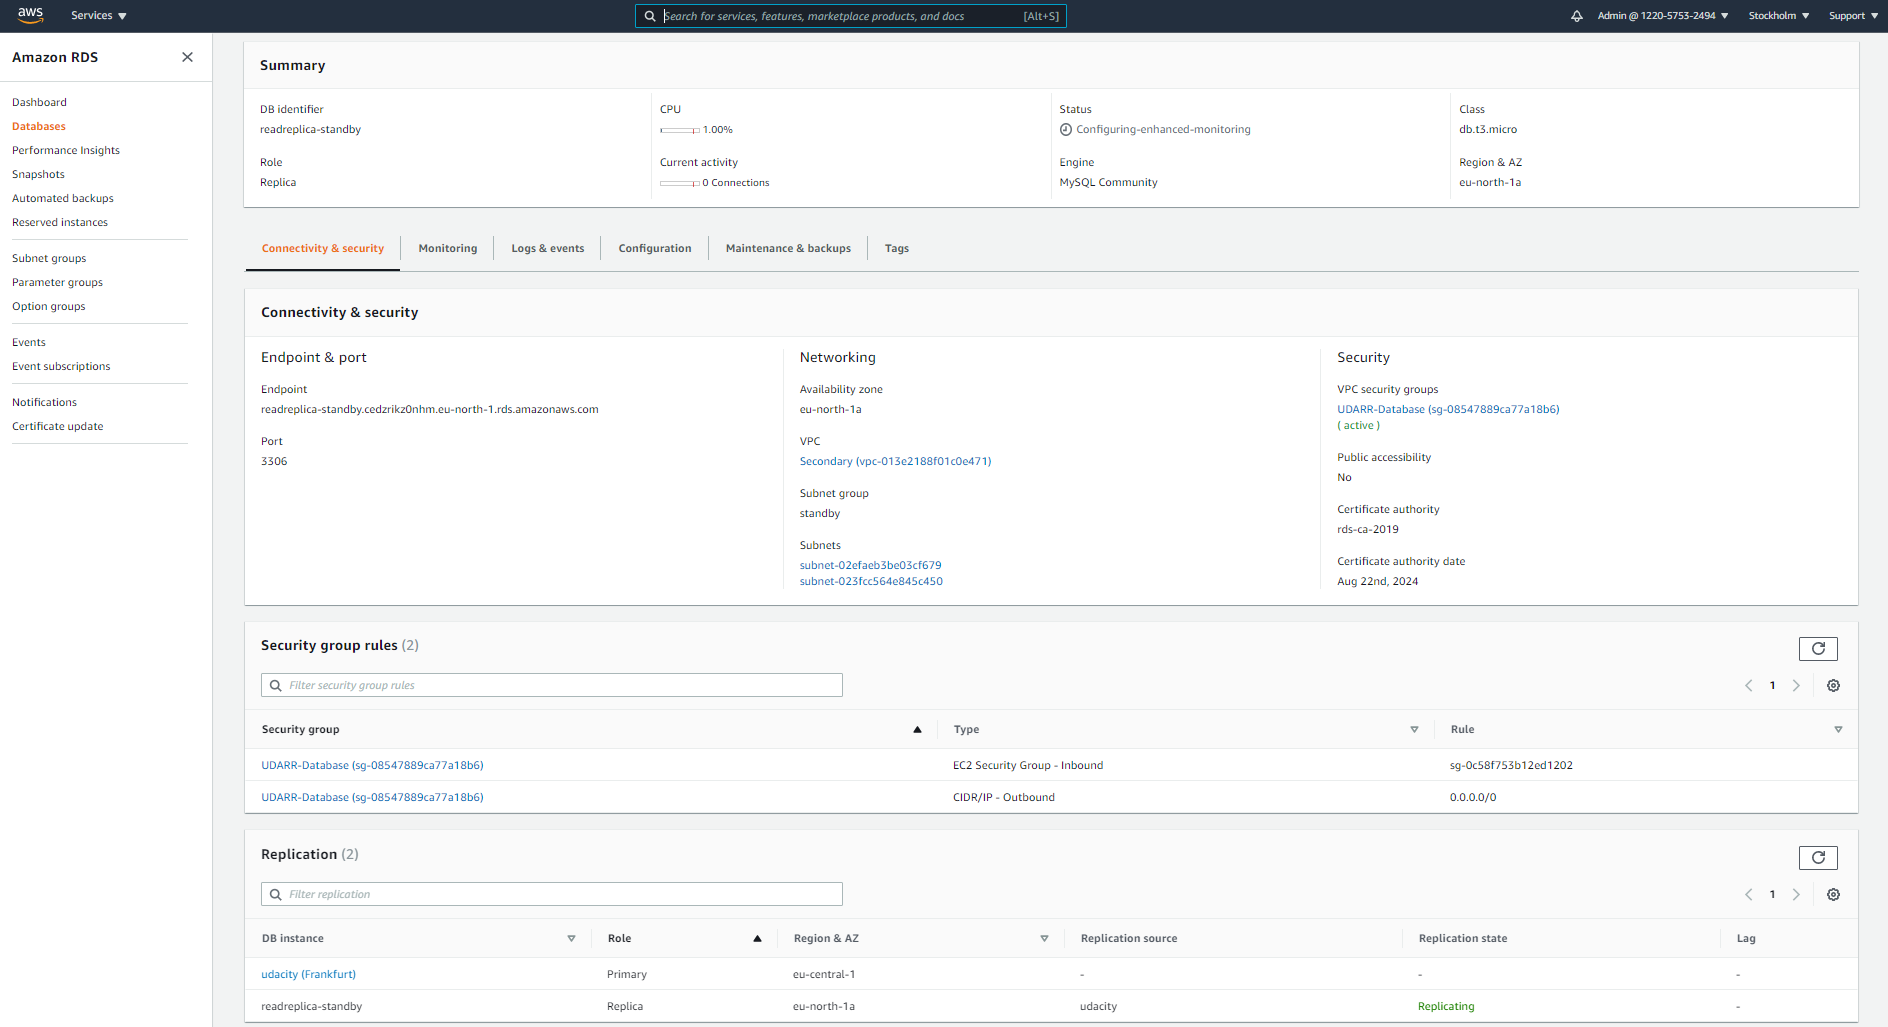 aws Services Search for services, features, marketplace products, and docs [Alt+S] Admin @ 1220-5753-2494 Stockholm Support
Amazon RDS
Dashboard
Databases
Performance Insights
Snapshots
Automated backups
Reserved instances
Subnet groups
Parameter groups
Option groups
Events
Event subscriptions
Notifications
Certificate update
Summary
DB identifier CPU Status Class
readreplica-standby 1.00% Configuring-enhanced-monitoring db.t3.micro
Role Current activity Engine Region & AZ
Replica 0 Connections MySQL Community eu-north-1a
Connectivity & security Monitoring Logs & events Configuration Maintenance & backups Tags
Connectivity & security
Endpoint & port
Endpoint
readreplica-standby.cedzrikz0nhm.eu-north-1.rds.amazonaws.com
Port
3306
Networking
Availability zone
eu-north-1a
VPC
Secondary (vpc-013e2188f01c0e471)
Subnet group
standby
Subnets
subnet-02efaeb3be03cf679
subnet-023fcc564e845c450
Security
VPC security groups
UDARR-Database (sg-08547889ca77a18b6)
( active )
Public accessibility
No
Certificate authority
rds-ca-2019
Certificate authority date
Aug 22nd, 2024
Security group rules (2)
Filter security group rules 1
Security group Type Rule
UDARR-Database (sg-08547889ca77a18b6) EC2 Security Group - Inbound sg-0c58f753b12ed1202
UDARR-Database (sg-08547889ca77a18b6) CIDR/IP - Outbound 0.0.0.0/0
Replication (2)
Filter replication 1
DB instance Role Region & AZ Replication source Replication state Lag
udacity (Frankfurt) Primary eu-central-1 - - -
readreplica-standby Replica eu-north-1a udacity Replicating -